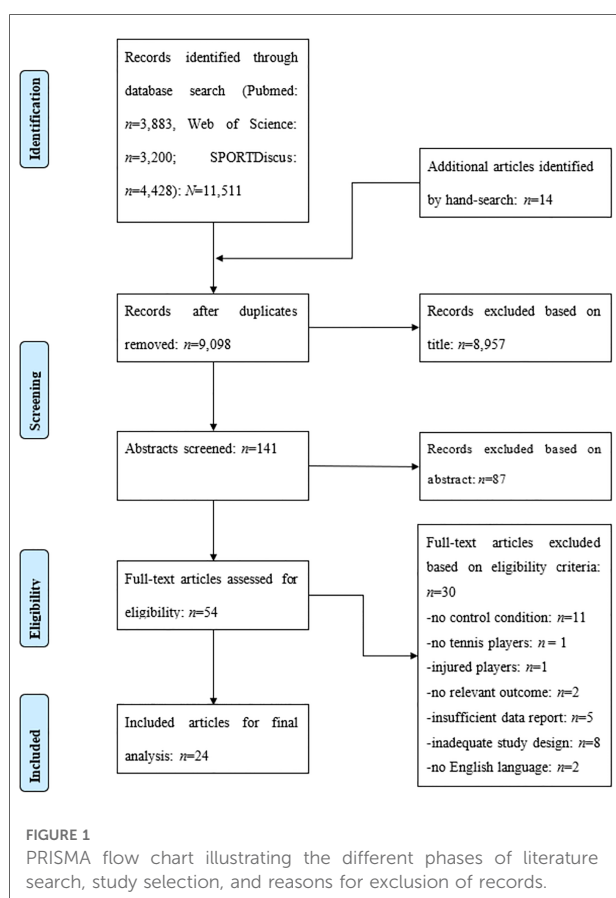 Identification
Records identified through
database search (Pubmed:
n=3,883, Web of Science:
n=3,200; SPORTDiscus:
n=4,428): N=11,511
Additional articles identified
by hand-search: n=14
Screening
Records after duplicates
removed: n=9,098
Records excluded based on
title: n=8,957
Abstracts screened: n=141
Records excluded based on
abstract: n=87
Eligibility
Full-text articles assessed for
eligibility: n=54
Full-text articles excluded
based on eligibility criteria:
n=30
-no control condition: n=11
-no tennis players: n = 1
-injured players: n=1
-no relevant outcome: n=2
-insufficient data report: n=5
-inadequate study design: n=8
-no English language: n=2
Included
Included articles for final
analysis: n=24
FIGURE 1
PRISMA flow chart illustrating the different phases of literature
search, study selection, and reasons for exclusion of records.